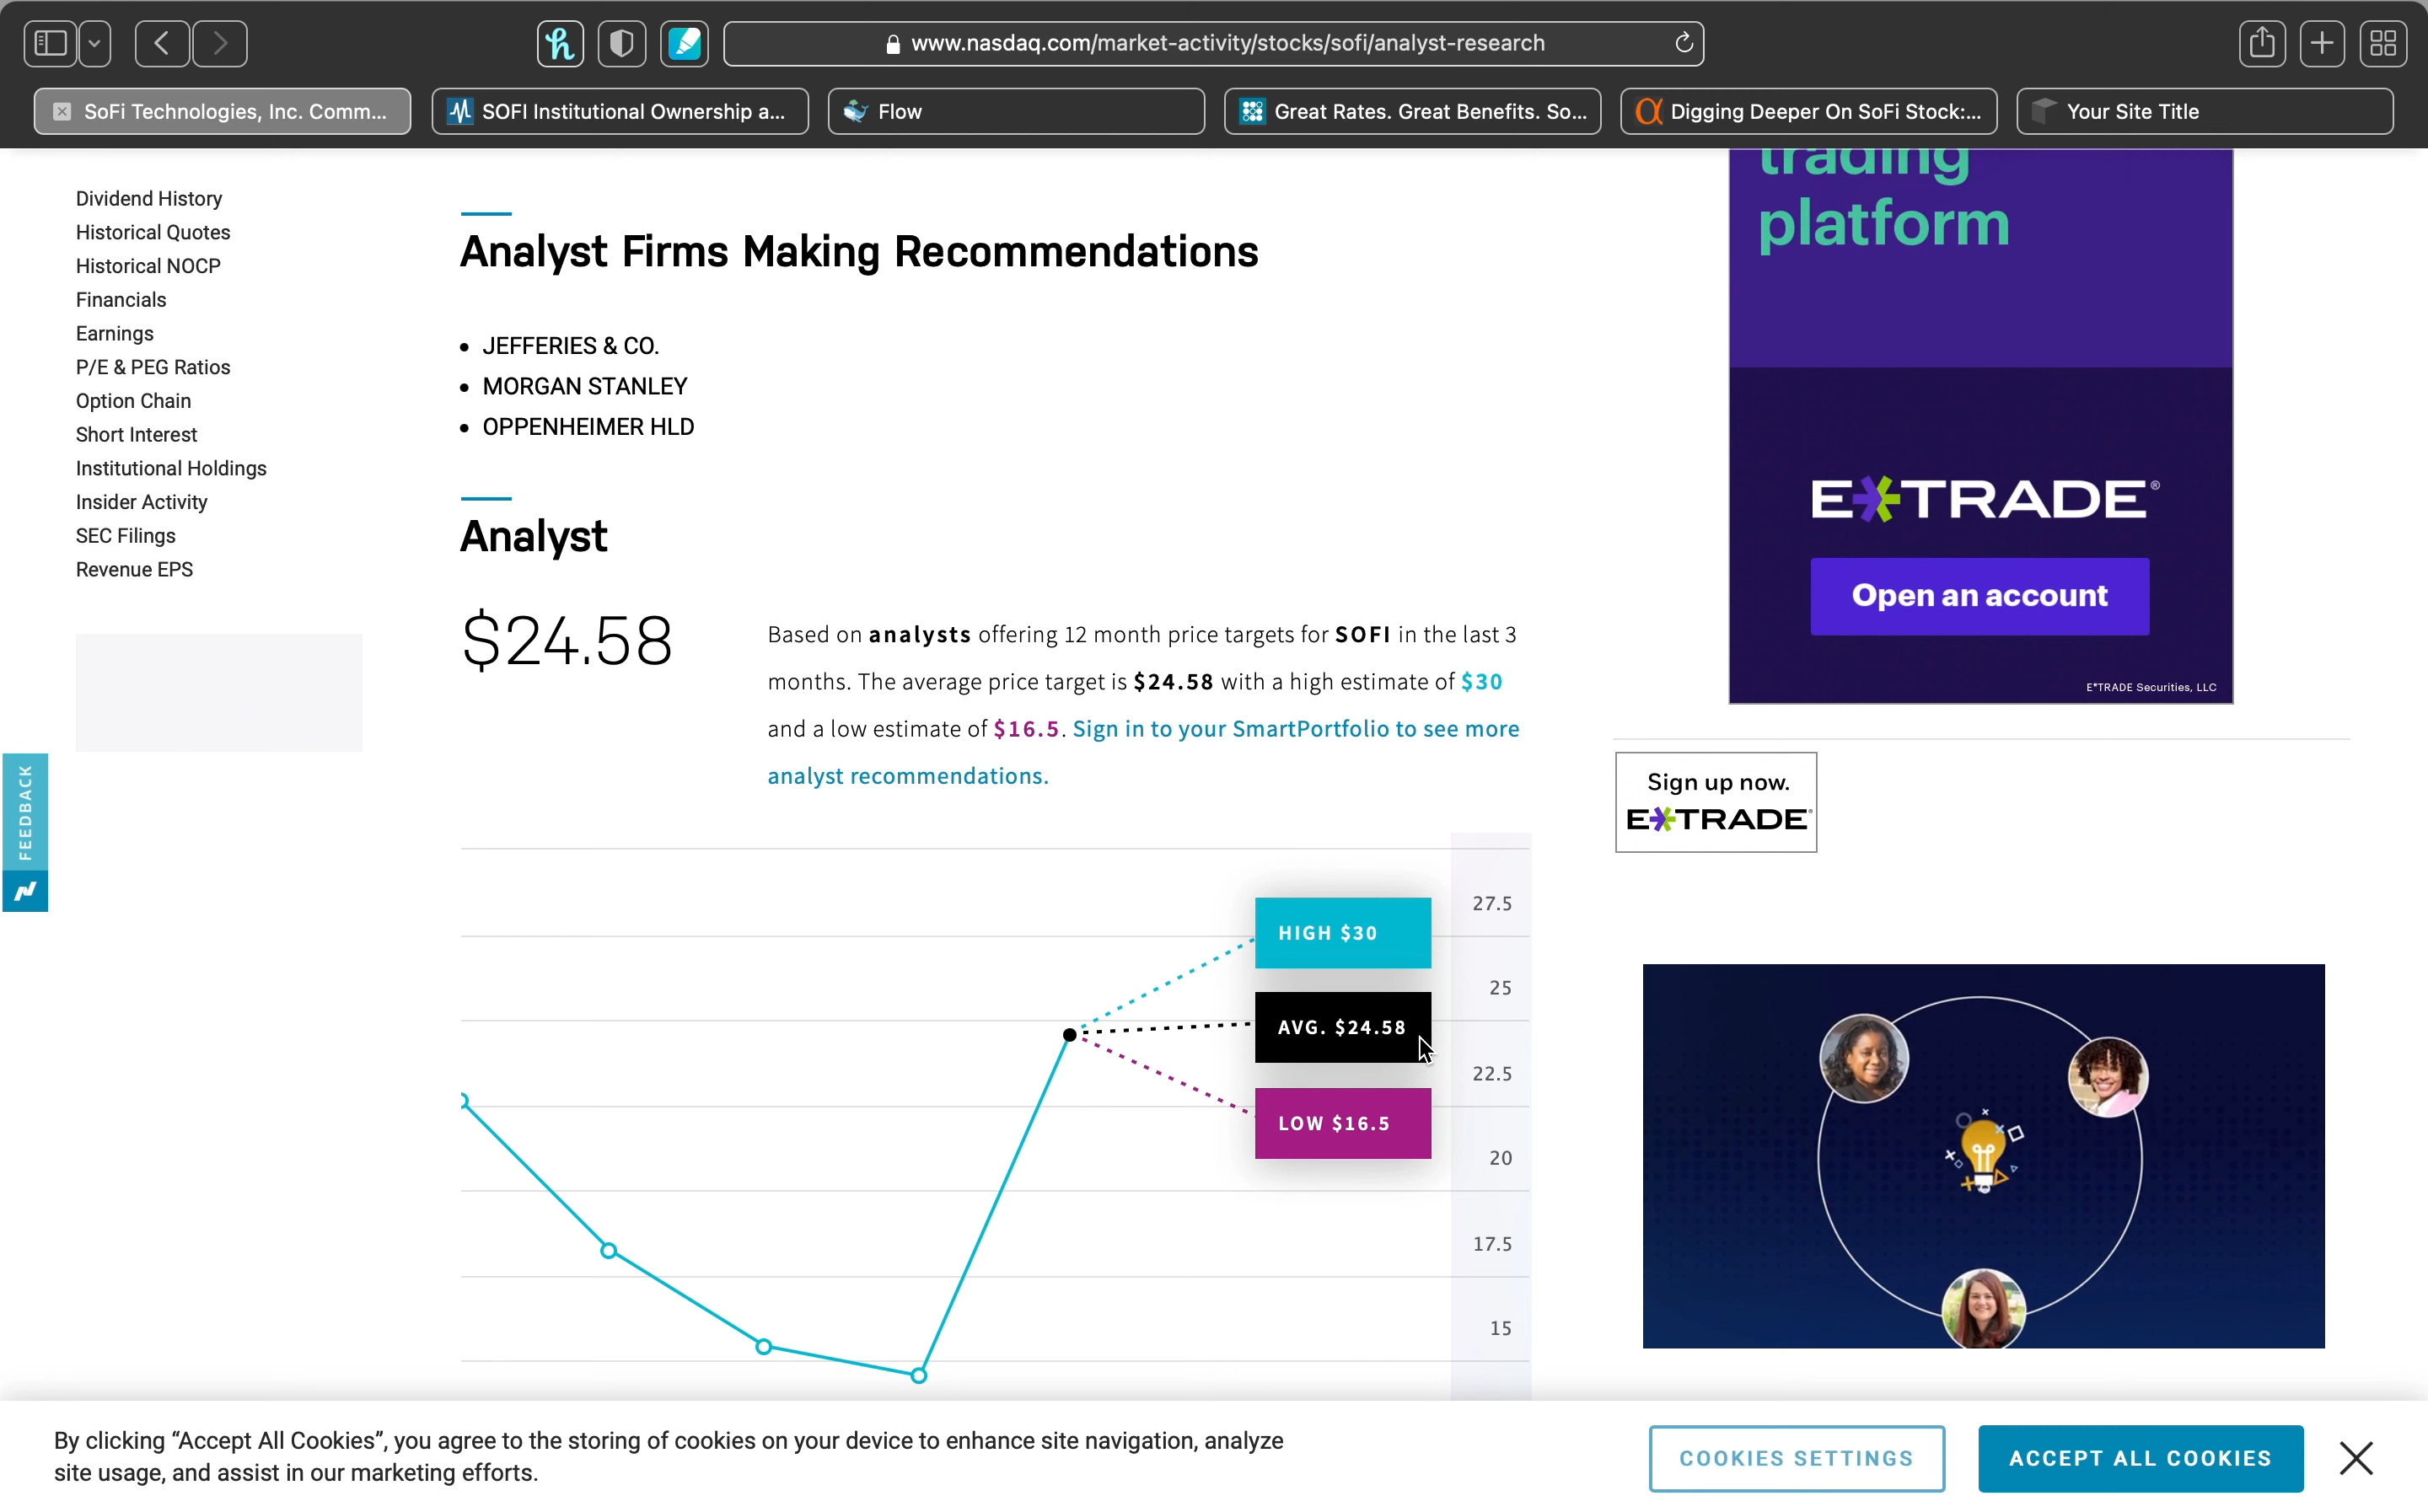 www.nasdaq.com/market-activity/stocks/sofi/analyst-research
SoFi Technologies, Inc. Comm...
SOFI Institutional Ownership a...
Flow
Great Rates. Great Benefits. So...
Digging Deeper On SoFi Stock:...
Your Site Title
Dividend History
Historical Quotes
Historical NOCP
Financials
Earnings
P/E & PEG Ratios
Option Chain
Short Interest
Institutional Holdings
Insider Activity
SEC Filings
Revenue EPS
FEEDBACK
Analyst Firms Making Recommendations
• JEFFERIES & CO.
• MORGAN STANLEY
• OPPENHEIMER HLD
Analyst
$24.58
Based on analysts offering 12 month price targets for SOFI in the last 3
months. The average price target is $24.58 with a high estimate of $30
and a low estimate of $16.5. Sign in to your SmartPortfolio to see more
analyst recommendations.
27.5
HIGH $30
25
AVG. $24.58
22.5
LOW $16.5
20
17.5
15
trading
platform
E*TRADE®
Open an account
E*TRADE Securities, LLC
Sign up now.
E*TRADE
By clicking “Accept All Cookies”, you agree to the storing of cookies on your device to enhance site navigation, analyze
site usage, and assist in our marketing efforts.
COOKIES SETTINGS
ACCEPT ALL COOKIES